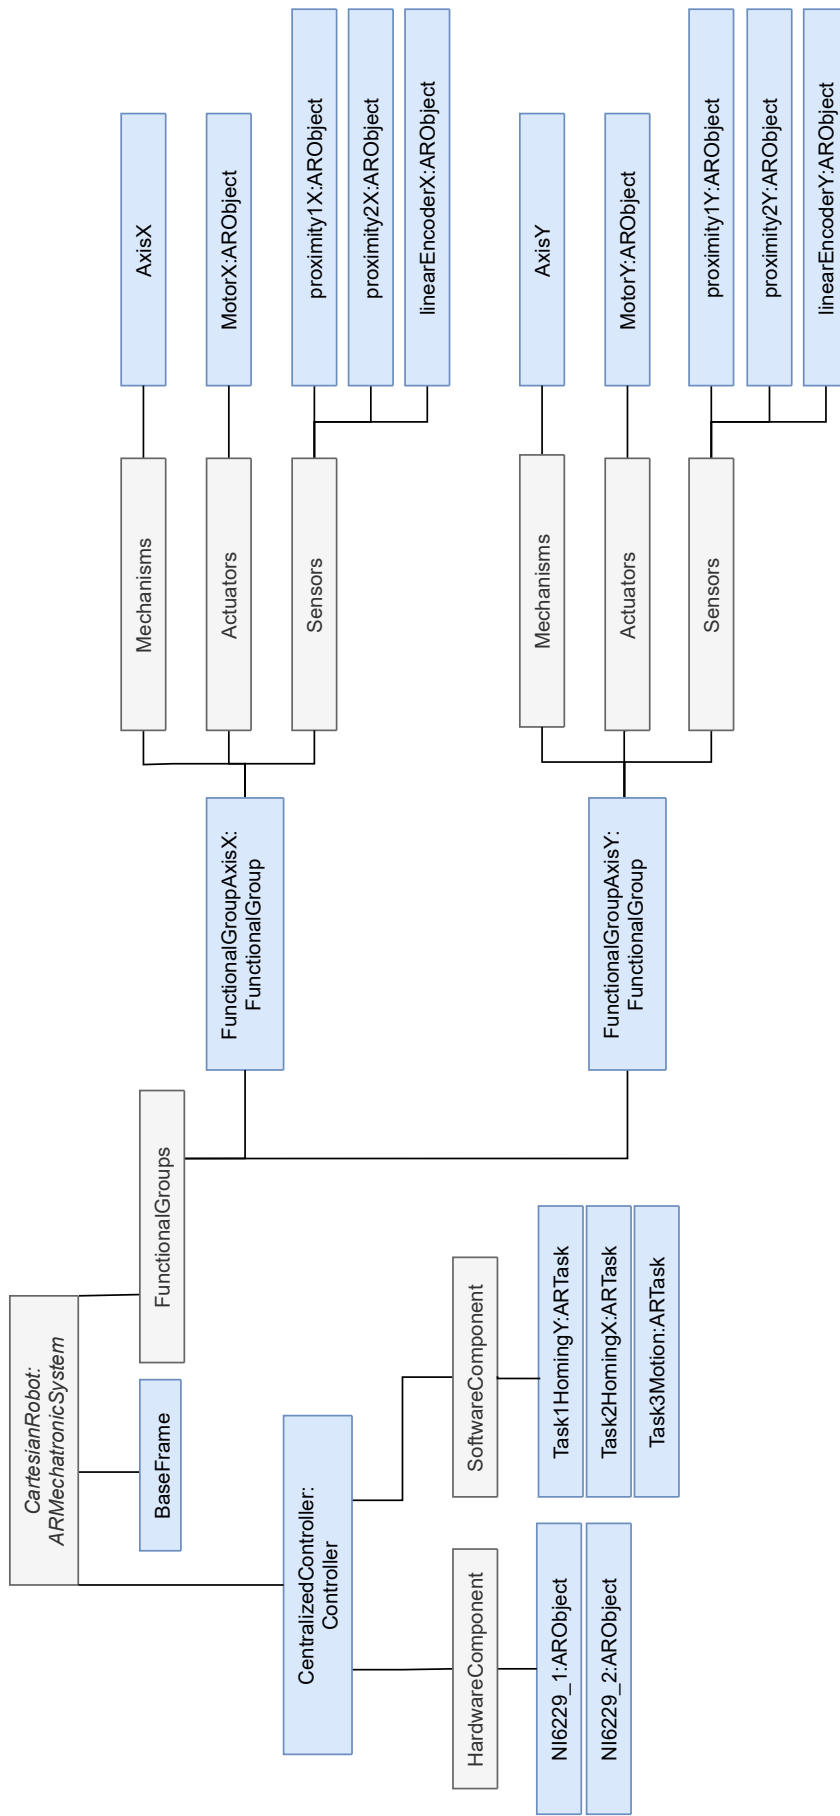 CartesianRobot:
ARMechatronicSystem
BaseFrame
FunctionalGroups
CentralizedController:
Controller
HardwareComponent
NI6229_1:ARObject
NI6229_2:ARObject
SoftwareComponent
Task1HomingY:ARTask
Task2HomingX:ARTask
Task3Motion:ARTask
FunctionalGroupAxisX:
FunctionalGroup
Mechanisms
AxisX
Actuators
MotorX:ARObject
Sensors
proximity1X:ARObject
proximity2X:ARObject
linearEncoderX:ARObject
FunctionalGroupAxisY:
FunctionalGroup
Mechanisms
AxisY
Actuators
MotorY:ARObject
Sensors
proximity1Y:ARObject
proximity2Y:ARObject
linearEncoderY:ARObject